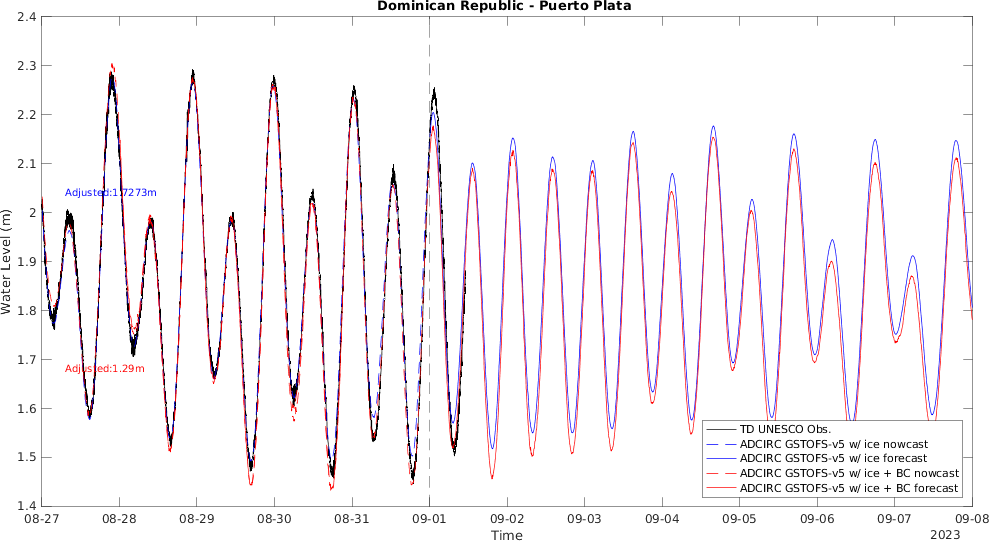 Dominican Republic - Puerto Plata
2.4
2.3
2.2
2.1
2
1.9
1.8
1.7
1.6
1.5
1.4
Water Level (m)
Adjusted:1.7273m
Adjusted:1.29m
TD UNESCO Obs.
ADCIRC GSTOFS-v5 w/ ice nowcast
ADCIRC GSTOFS-v5 w/ ice forecast
ADCIRC GSTOFS-v5 w/ ice + BC nowcast
ADCIRC GSTOFS-v5 w/ ice + BC forecast
08-27 08-28 08-29 08-30 08-31 09-01 09-02 09-03 09-04 09-05 09-06 09-07 09-08
Time
2023